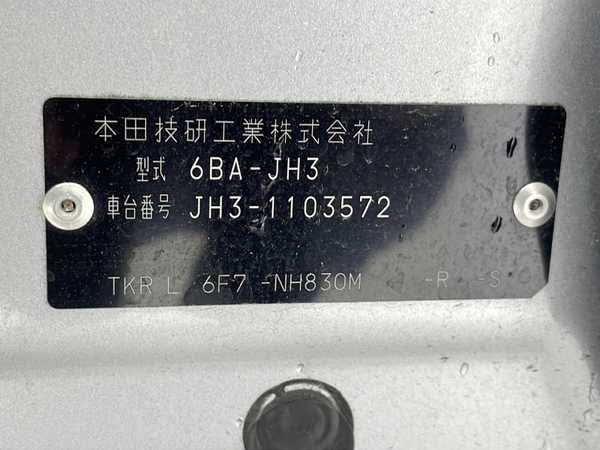 本田技研工業株式会社
型式 6BA-JH3
車台番号 JH3-1103572
TKR L 6F7 -NH830M -R -S